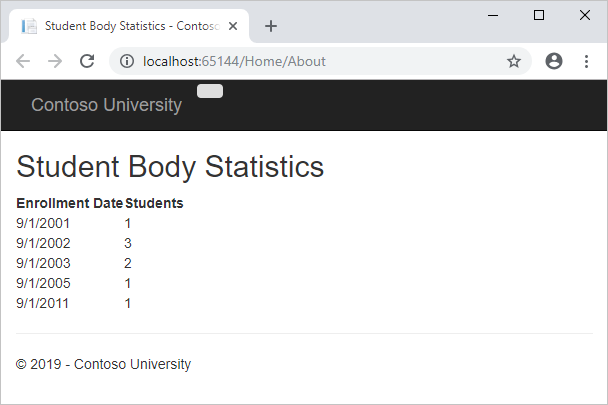 Student Body Statistics - Contoso
localhost:65144/Home/About
Contoso University
Student Body Statistics
Enrollment Date Students
9/1/2001 1
9/1/2002 3
9/1/2003 2
9/1/2005 1
9/1/2011 1
© 2019 - Contoso University